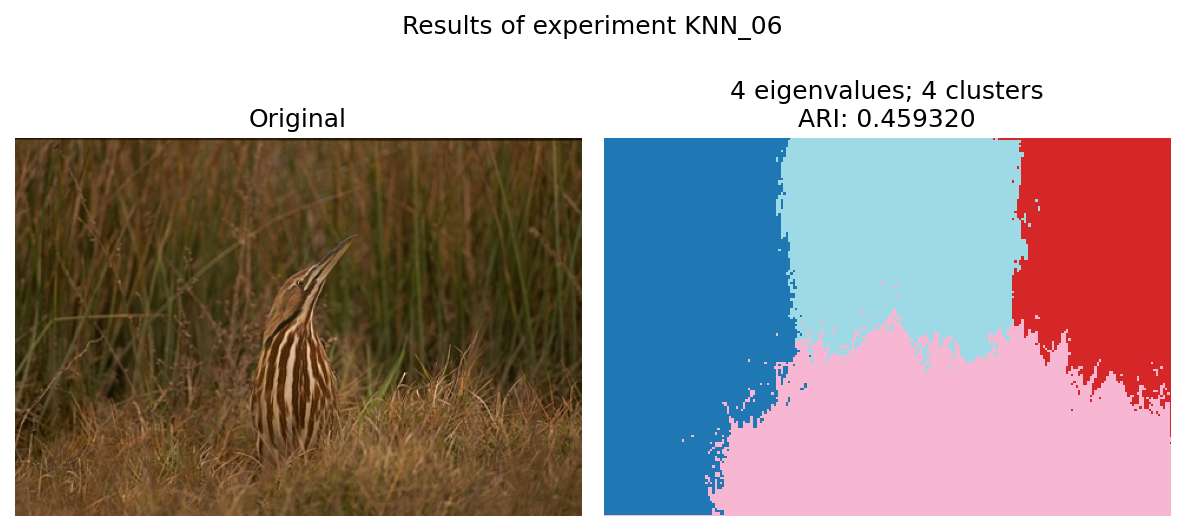 Results of experiment KNN_06
Original
4 eigenvalues; 4 clusters
ARI: 0.459320